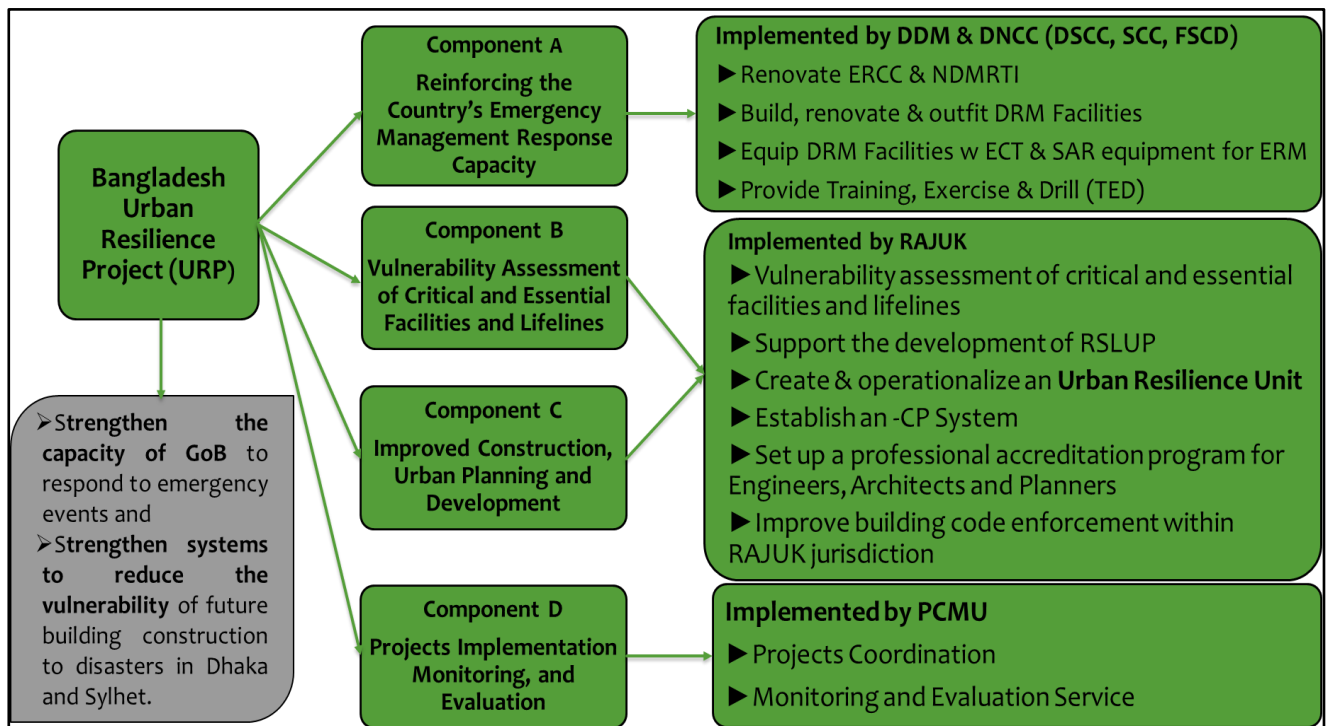 Bangladesh
Urban
Resilience
Project (URP)
➢Strengthen the
capacity of GoB to
respond to emergency
events and
➢Strengthen systems
to reduce the
vulnerability of future
building construction
to disasters in Dhaka
and Sylhet.
Component A
Reinforcing the
Country's Emergency
Management Response
Capacity
Component B
Vulnerability Assessment
of Critical and Essential
Facilities and Lifelines
Component C
Improved Construction,
Urban Planning and
Development
Component D
Projects Implementation
Monitoring, and
Evaluation
Implemented by DDM & DNCC (DSCC, SCC, FSCD)
►Renovate ERCC & NDMRTI
►Build, renovate & outfit DRM Facilities
►Equip DRM Facilities w ECT & SAR equipment for ERM
►Provide Training, Exercise & Drill (TED)
Implemented by RAJUK
►Vulnerability assessment of critical and essential
facilities and lifelines
►Support the development of RSLUP
►Create & operationalize an Urban Resilience Unit
►Establish an -CP System
►Set up a professional accreditation program for
Engineers, Architects and Planners
►Improve building code enforcement within
RAJUK jurisdiction
Implemented by PCMU
►Projects Coordination
►Monitoring and Evaluation Service